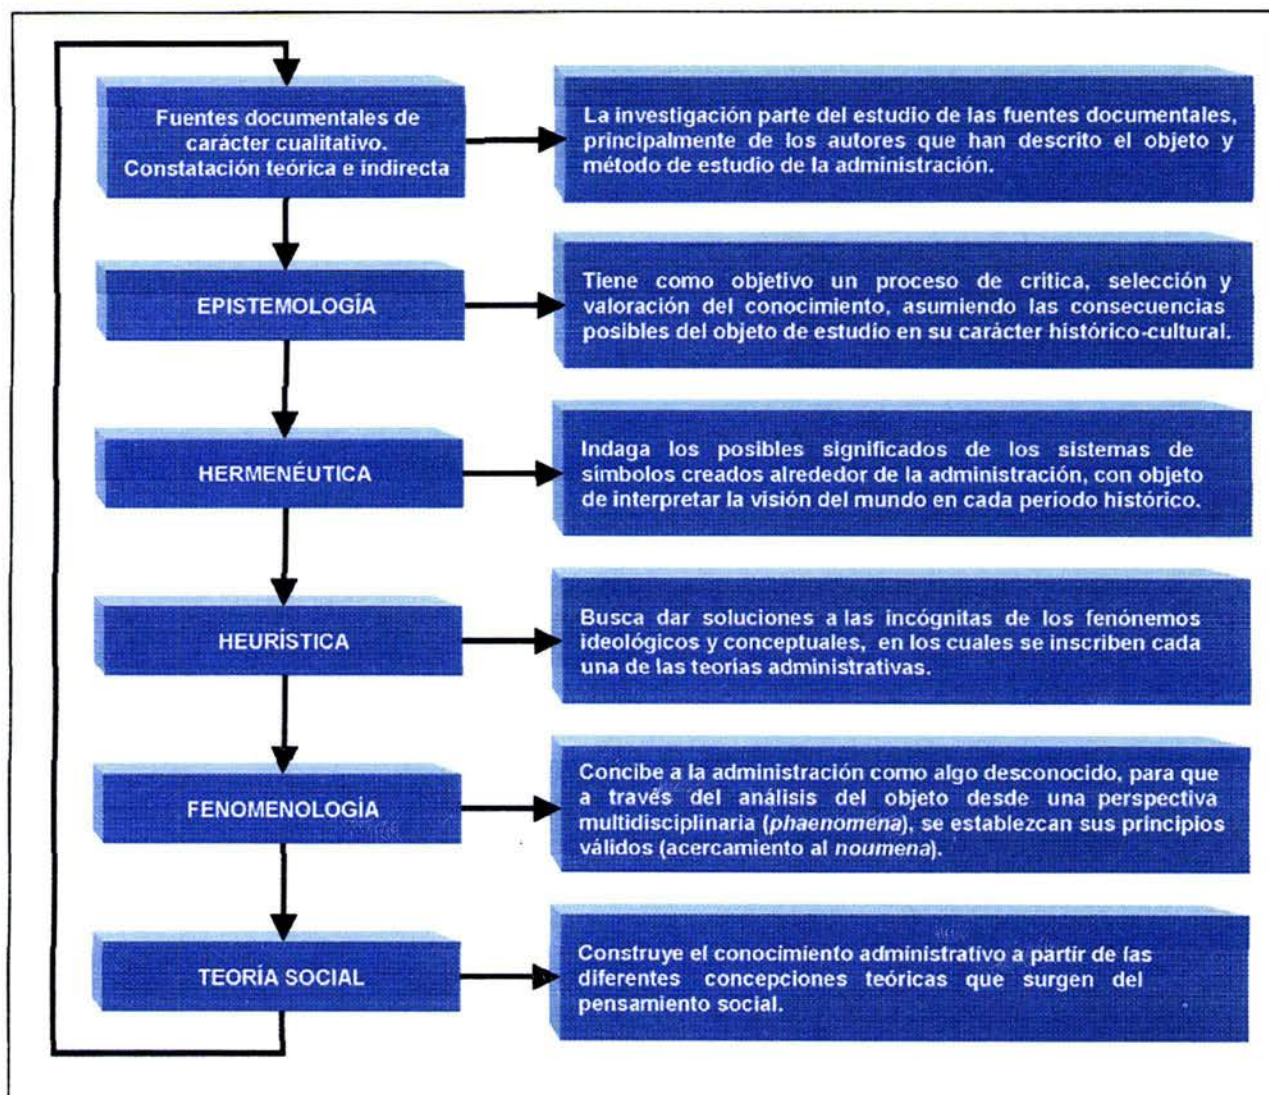 Fuentes documentales de
carácter cualitativo.
Constatación teórica e indirecta
La investigación parte del estudio de las fuentes documentales,
principalmente de los autores que han descrito el objeto y
método de estudio de la administración.
EPISTEMOLOGÍA
Tiene como objetivo un proceso de crítica, selección y
valoración del conocimiento, asumiendo las consecuencias
posibles del objeto de estudio en su carácter histórico-cultural.
HERMENÉUTICA
Indaga los posibles significados de los sistemas de
símbolos creados alrededor de la administración, con objeto
de interpretar la visión del mundo en cada período histórico.
HEURÍSTICA
Busca dar soluciones a las incógnitas de los fenónemos
ideológicos y conceptuales, en los cuales se inscriben cada
una de las teorías administrativas.
FENOMENOLOGÍA
Concibe a la administración como algo desconocido, para que
a través del análisis del objeto desde una perspectiva
multidisciplinaria (phaenomena), se establezcan sus principios
válidos (acercamiento al noumena).
TEORÍA SOCIAL
Construye el conocimiento administrativo a partir de las
diferentes concepciones teóricas que surgen del
pensamiento social.